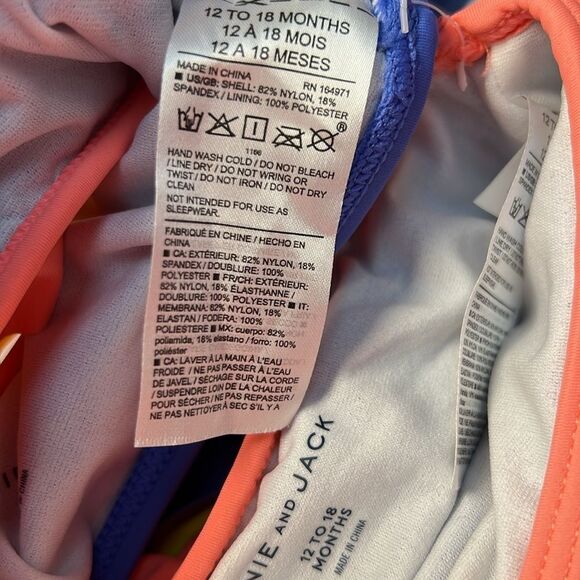 12 TO 18 MONTHS
12 À 18 MOIS
12 A 18 MESES
MADE IN CHINA RN 164971
■ US/GB: SHELL: 82% NYLON, 18%
SPANDEX / LINING: 100% POLYESTER
1166
®
HAND WASH COLD / DO NOT BLEACH
/ LINE DRY / DO NOT WRING OR
TWIST / DO NOT IRON / DO NOT DRY
CLEAN
NOT INTENDED FOR USE AS
SLEEPWEAR.
FABRIQUÉ EN CHINE / HECHO EN
CHINA
■ CA: EXTÉRIEUR: 82% NYLON, 18%
SPANDEX / DOUBLURE: 100%
POLYESTER ■ FR/CH: EXTÉRIEUR:
82% NYLON, 18% ÉLASTHANNE /
DOUBLURE: 100% POLYESTER ■ IT:
MEMBRANA: 82% NYLON, 18%
ELASTAN / FODERA: 100%
POLIESTERE ■ MX: cuerpo: 82%
poliamida, 18% elastano / forro: 100%
poliéster
■ CA: LAVER À LA MAIN À L'EAU
FROIDE / NE PAS PASSER À L'EAU
DE JAVEL / SÉCHAGE SUR LA CORDE
/ SUSPENDRE LOIN DE LA CHALEUR
POUR SÉCHER / NE PAS REPASSER /
NE PAS NETTOYER À SEC S'IL Y A
NIE AND JACK
12 TO 18
MONTHS
MADE IN CHINA